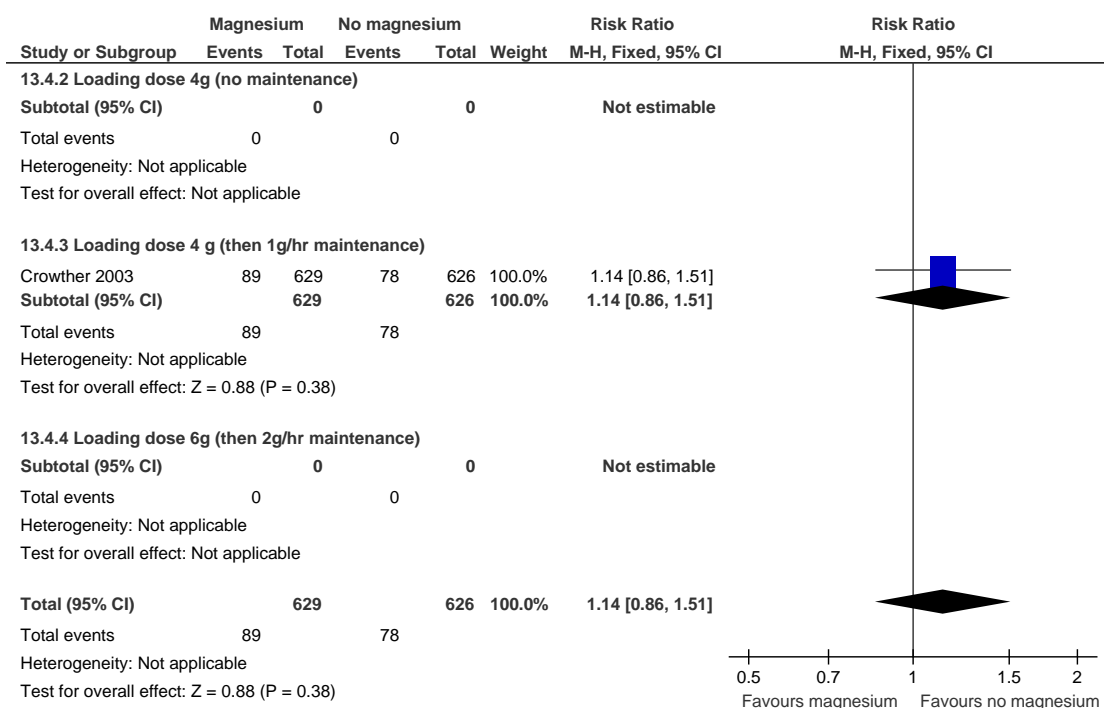 Magnesium No magnesium Risk Ratio Risk Ratio
Study or Subgroup Events Total Events Total Weight M-H, Fixed, 95% CI M-H, Fixed, 95% CI
13.4.2 Loading dose 4g (no maintenance)
Subtotal (95% CI) 0 0 Not estimable
Total events 0 0
Heterogeneity: Not applicable
Test for overall effect: Not applicable
13.4.3 Loading dose 4 g (then 1g/hr maintenance)
Crowther 2003 89 629 78 626 100.0% 1.14 [0.86, 1.51]
Subtotal (95% CI) 629 626 100.0% 1.14 [0.86, 1.51]
Total events 89 78
Heterogeneity: Not applicable
Test for overall effect: Z = 0.88 (P = 0.38)
13.4.4 Loading dose 6g (then 2g/hr maintenance)
Subtotal (95% CI) 0 0 Not estimable
Total events 0 0
Heterogeneity: Not applicable
Test for overall effect: Not applicable
Total (95% CI) 629 626 100.0% 1.14 [0.86, 1.51]
Total events 89 78
Heterogeneity: Not applicable
Test for overall effect: Z = 0.88 (P = 0.38)
0.5 0.7 1 1.5 2
Favours magnesium Favours no magnesium